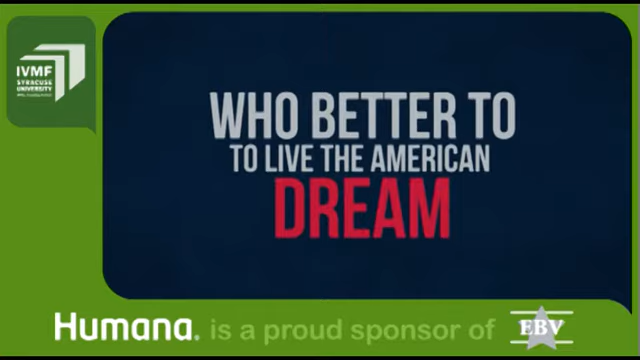 IVMF
SYRACUSE
UNIVERSITY
WHO BETTER TO
TO LIVE THE AMERICAN
DREAM
Humana. is a proud sponsor of EBV